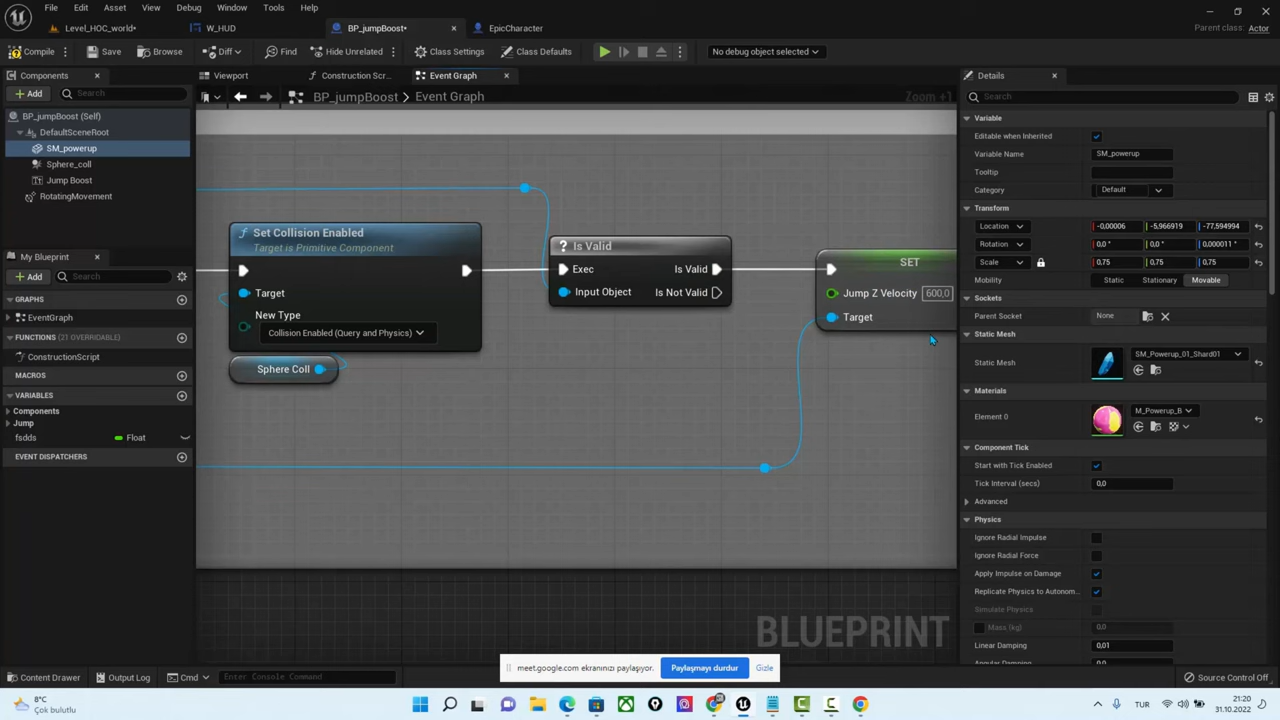 File Edit Asset View Debug Window Tools Help
Level_HOC_world* W_HUD BP_jumpBoost* EpicCharacter Parent class: Actor
Compile Save Browse Diff Find Hide Unrelated Class Settings Class Defaults No debug object selected
Components
Add Search
BP_jumpBoost (Self)
DefaultSceneRoot
SM_powerup
Sphere_coll
Jump Boost
RotatingMovement
My Blueprint
Add Search
GRAPHS
EventGraph
FUNCTIONS (21 OVERRIDABLE)
ConstructionScript
MACROS
VARIABLES
Components
Jump
fsdds Float
EVENT DISPATCHERS
Viewport Construction Scr... Event Graph
BP_jumpBoost > Event Graph Zoom +1
Set Collision Enabled
Target is Primitive Component
Target
New Type
Collision Enabled (Query and Physics)
Sphere Coll
? Is Valid
Exec Is Valid
Input Object Is Not Valid
SET
Jump Z Velocity 600,0
Target
BLUEPRINT
Details
Search
Variable
Editable when Inherited
Variable Name SM_powerup
Tooltip
Category Default
Transform
Location -0,00006 -5,966919 -77,594994
Rotation 0,0 ° 0,0 ° 0,000011 °
Scale 0,75 0,75 0,75
Mobility Static Stationary Movable
Sockets
Parent Socket None
Static Mesh
Static Mesh SM_Powerup_01_Shard01
Materials
Element 0 M_Powerup_B
Component Tick
Start with Tick Enabled
Tick Interval (secs) 0,0
Advanced
Physics
Ignore Radial Impulse
Ignore Radial Force
Apply Impulse on Damage
Replicate Physics to Autonom...
Simulate Physics
Mass (kg) 0,0
Linear Damping 0,01
Angular Damping 0,0
meet.google.com ekranınızı paylaşıyor. Paylaşmayı durdur Gizle
Drawer Output Log Cmd Enter Console Command Source Control Off
8°C
Çok bulutlu
TUR
21:20
31.10.2022